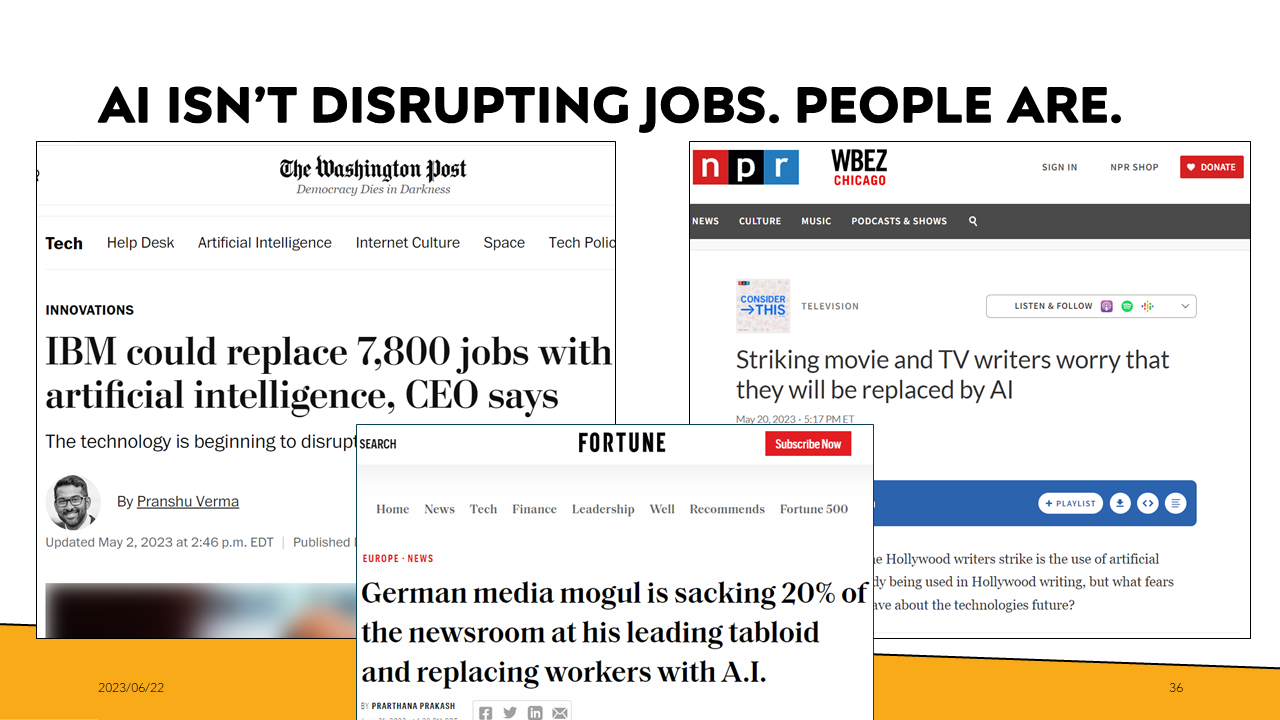 AI ISN’T DISRUPTING JOBS. PEOPLE ARE.
The Washington Post
Democracy Dies in Darkness
Tech Help Desk Artificial Intelligence Internet Culture Space Tech Polic
INNOVATIONS
IBM could replace 7,800 jobs with
artificial intelligence, CEO says
The technology is beginning to disrupt
By Pranshu Verma
Updated May 2, 2023 at 2:46 p.m. EDT | Published
npr WBEZ
CHICAGO
SIGN IN NPR SHOP DONATE
NEWS CULTURE MUSIC PODCASTS & SHOWS
CONSIDER
THIS
TELEVISION
LISTEN & FOLLOW
Striking movie and TV writers worry that
they will be replaced by AI
May 20, 2023 · 5:17 PM ET
+ PLAYLIST
e Hollywood writers strike is the use of artificial
dy being used in Hollywood writing, but what fears
ave about the technologies future?
SEARCH FORTUNE Subscribe Now
Home News Tech Finance Leadership Well Recommends Fortune 500
EUROPE · NEWS
German media mogul is sacking 20% of
the newsroom at his leading tabloid
and replacing workers with A.I.
BY PRARTHANA PRAKASH
2023/06/22
36